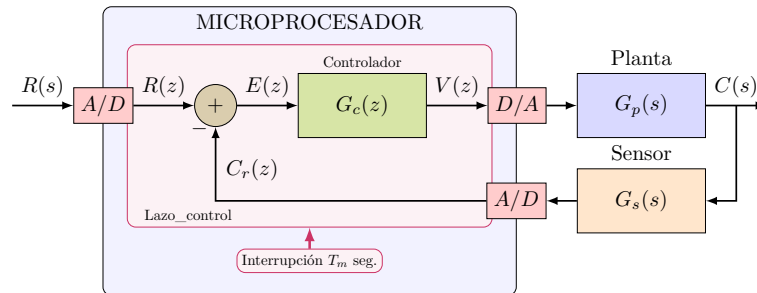 MICROPROCESADOR
Controlador
Planta
R(s)
A/D
R(z)
+
−
E(z)
G_c(z)
V(z)
D/A
G_p(s)
C(s)
Sensor
C_r(z)
A/D
G_s(s)
Lazo_control
Interrupción T_m seg.